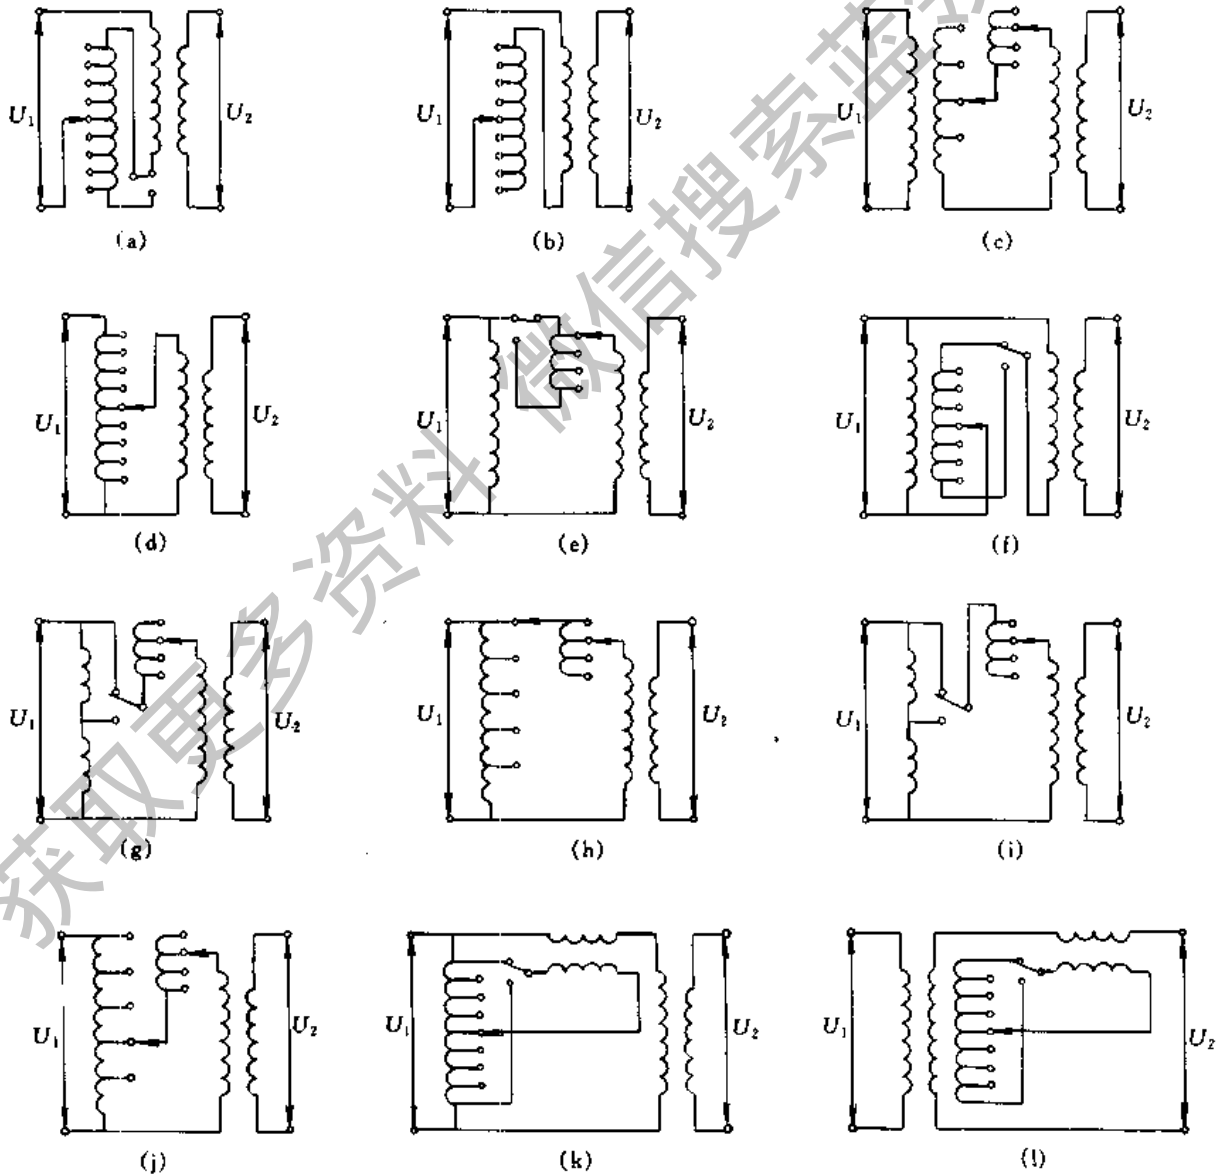 U₁ U₂ U₁ U₂ U₁ U₂
(a) (b) (c)
U₁ U₂ U₁ U₂ U₁ U₂
(d) (e) (f)
U₁ U₂ U₁ U₂ U₁ U₂
(g) (h) (i)
U₁ U₂ U₁ U₂ U₁ U₂
(j) (k) (l)
获取更多资料 微信搜索蓝